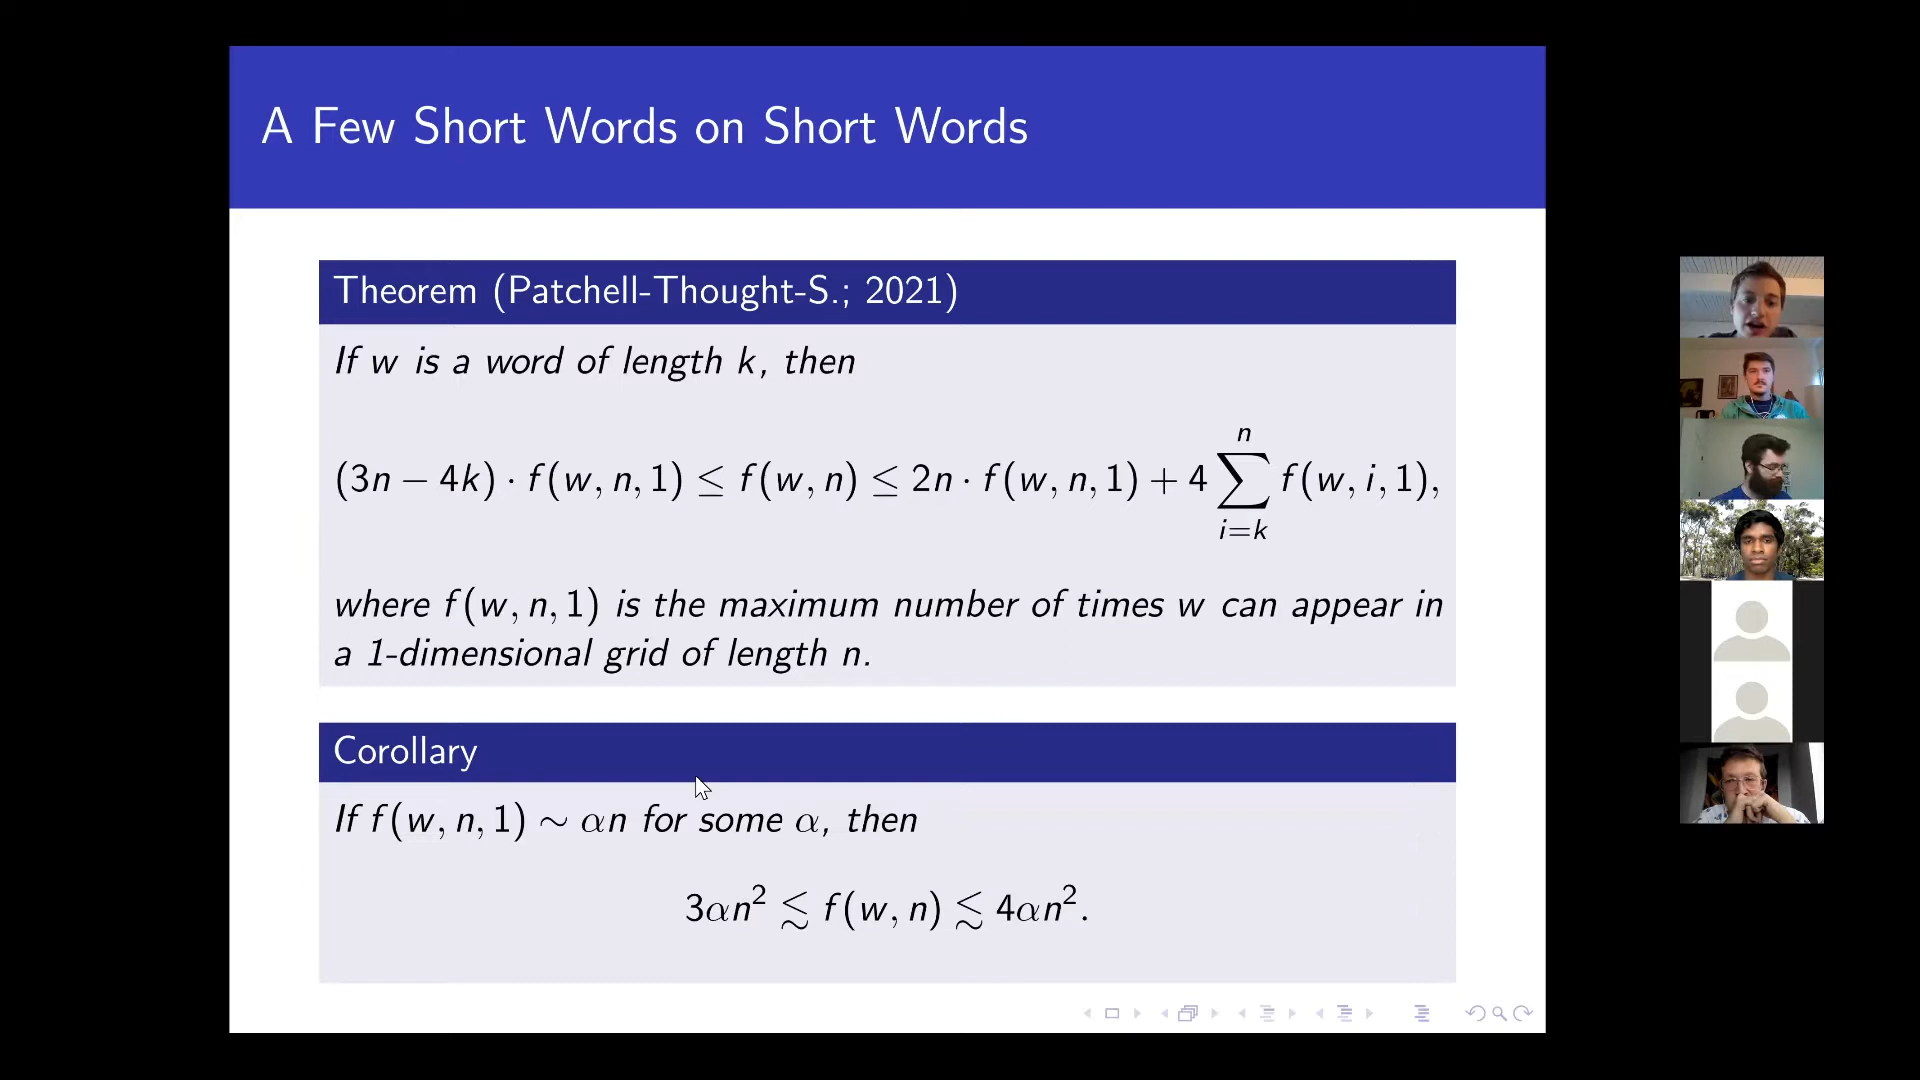 A Few Short Words on Short Words
Theorem (Patchell-Thought-S.; 2021)
If w is a word of length k, then
(3n − 4k) · f(w, n, 1) ≤ f(w, n) ≤ 2n · f(w, n, 1) + 4 ∑_{i=k}^{n} f(w, i, 1),
where f(w, n, 1) is the maximum number of times w can appear in
a 1-dimensional grid of length n.
Corollary
If f(w, n, 1) ∼ αn for some α, then
3αn² ≲ f(w, n) ≲ 4αn².